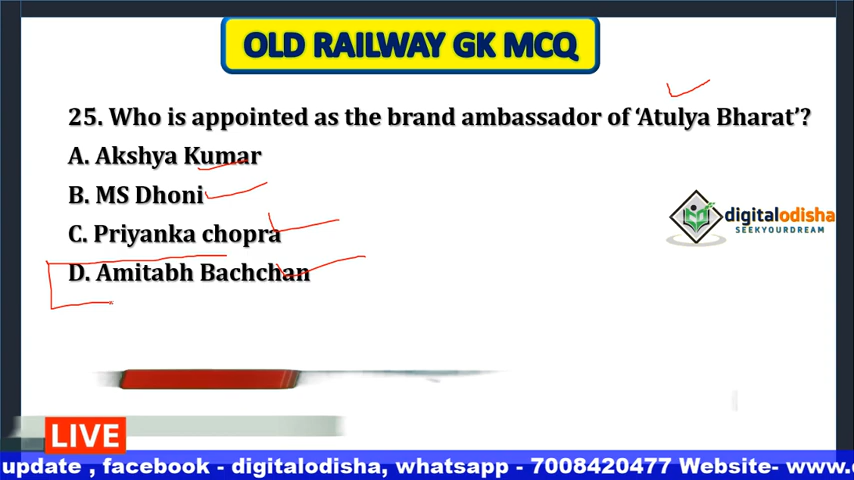 OLD RAILWAY GK MCQ
25. Who is appointed as the brand ambassador of ‘Atulya Bharat’?
A. Akshya Kumar
B. MS Dhoni
C. Priyanka chopra
D. Amitabh Bachchan
digitalodisha
SEEKYOURDREAM
LIVE
update , facebook - digitalodisha, whatsapp - 7008420477 Website- www.